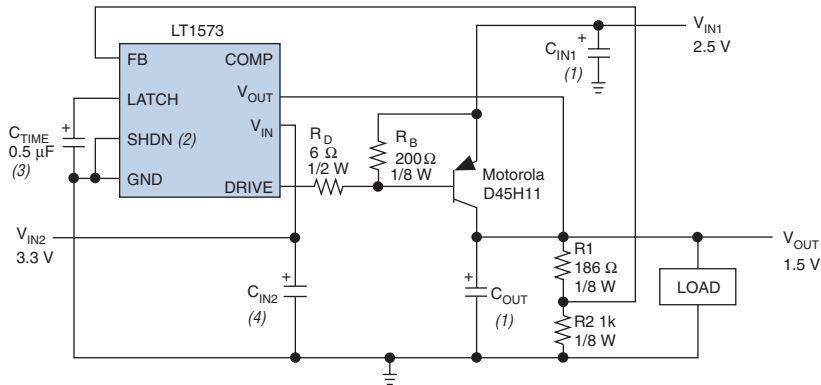 LT1573
FB
COMP
LATCH
V_OUT
V_IN
SHDN (2)
GND
DRIVE
C_TIME
0.5 µF
(3)
R_D
6 Ω
1/2 W
R_B
200Ω
1/8 W
C_IN1
(1)
V_IN1
2.5 V
Motorola
D45H11
V_IN2
3.3 V
C_IN2
(4)
C_OUT
(1)
R1
186 Ω
1/8 W
R2 1k
1/8 W
LOAD
V_OUT
1.5 V
+
+
+
+